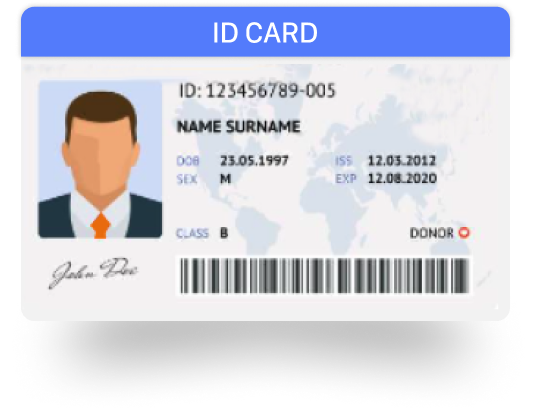 ID CARD
ID: 123456789-005
NAME SURNAME
DOB 23.05.1997 ISS 12.03.2012
SEX M EXP 12.08.2020
CLASS B DONOR
John Doe